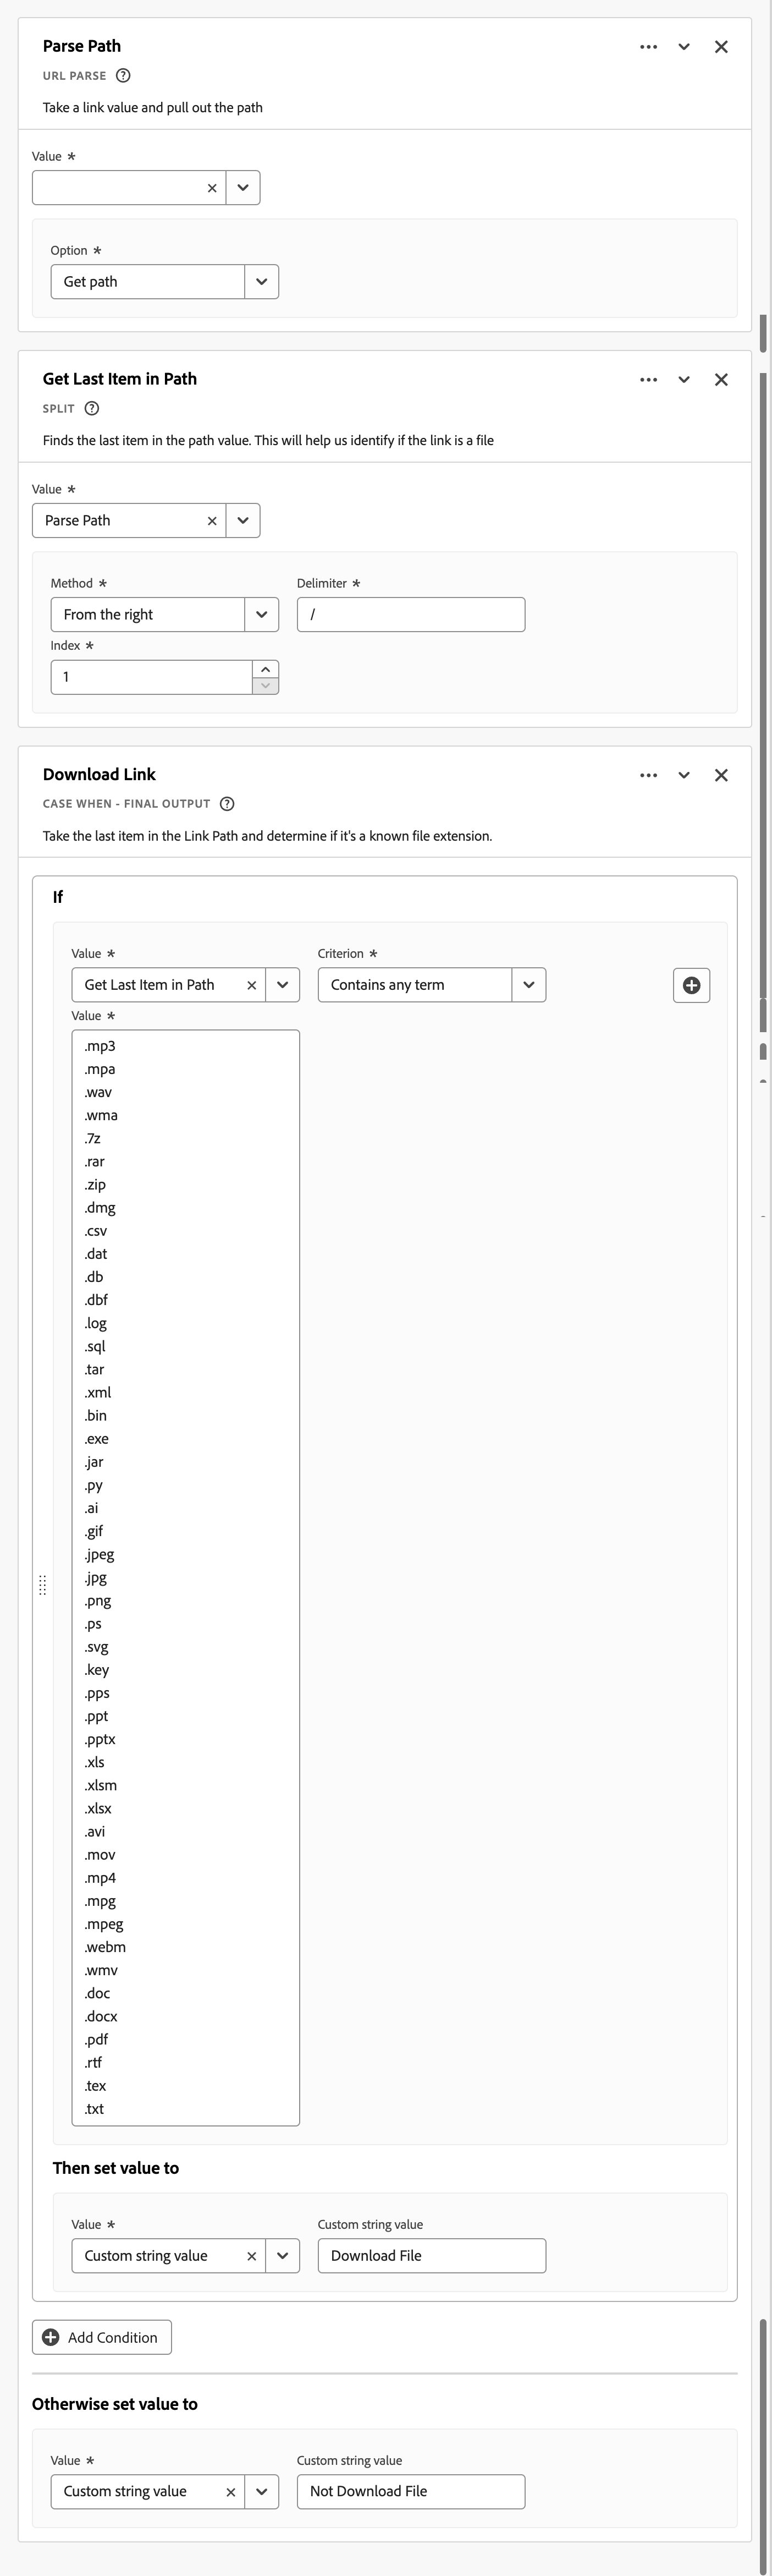 Parse Path
URL PARSE
Take a link value and pull out the path
Value *
Option *
Get path
Get Last Item in Path
SPLIT
Finds the last item in the path value. This will help us identify if the link is a file
Value *
Parse Path
Method * Delimiter *
From the right /
Index *
1
Download Link
CASE WHEN - FINAL OUTPUT
Take the last item in the Link Path and determine if it's a known file extension.
If
Value * Criterion *
Get Last Item in Path Contains any term
Value *
.mp3
.mpa
.wav
.wma
.7z
.rar
.zip
.dmg
.csv
.dat
.db
.dbf
.log
.sql
.tar
.xml
.bin
.exe
.jar
.py
.ai
.gif
.jpeg
.jpg
.png
.ps
.svg
.key
.pps
.ppt
.pptx
.xls
.xlsm
.xlsx
.avi
.mov
.mp4
.mpg
.mpeg
.webm
.wmv
.doc
.docx
.pdf
.rtf
.tex
.txt
Then set value to
Value * Custom string value
Custom string value Download File
Add Condition
Otherwise set value to
Value * Custom string value
Custom string value Not Download File